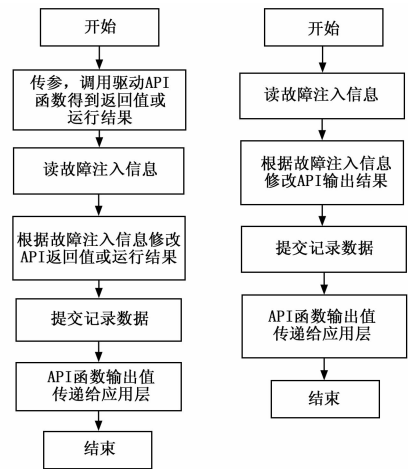 开始
传参,调用驱动API
函数得到返回值或
运行结果
读故障注入信息
根据故障注入信息修改
API返回值或运行结果
提交记录数据
API函数输出值
传递给应用层
结束
开始
读故障注入信息
根据故障注入信息
修改API输出结果
提交记录数据
API函数输出值
传递给应用层
结束